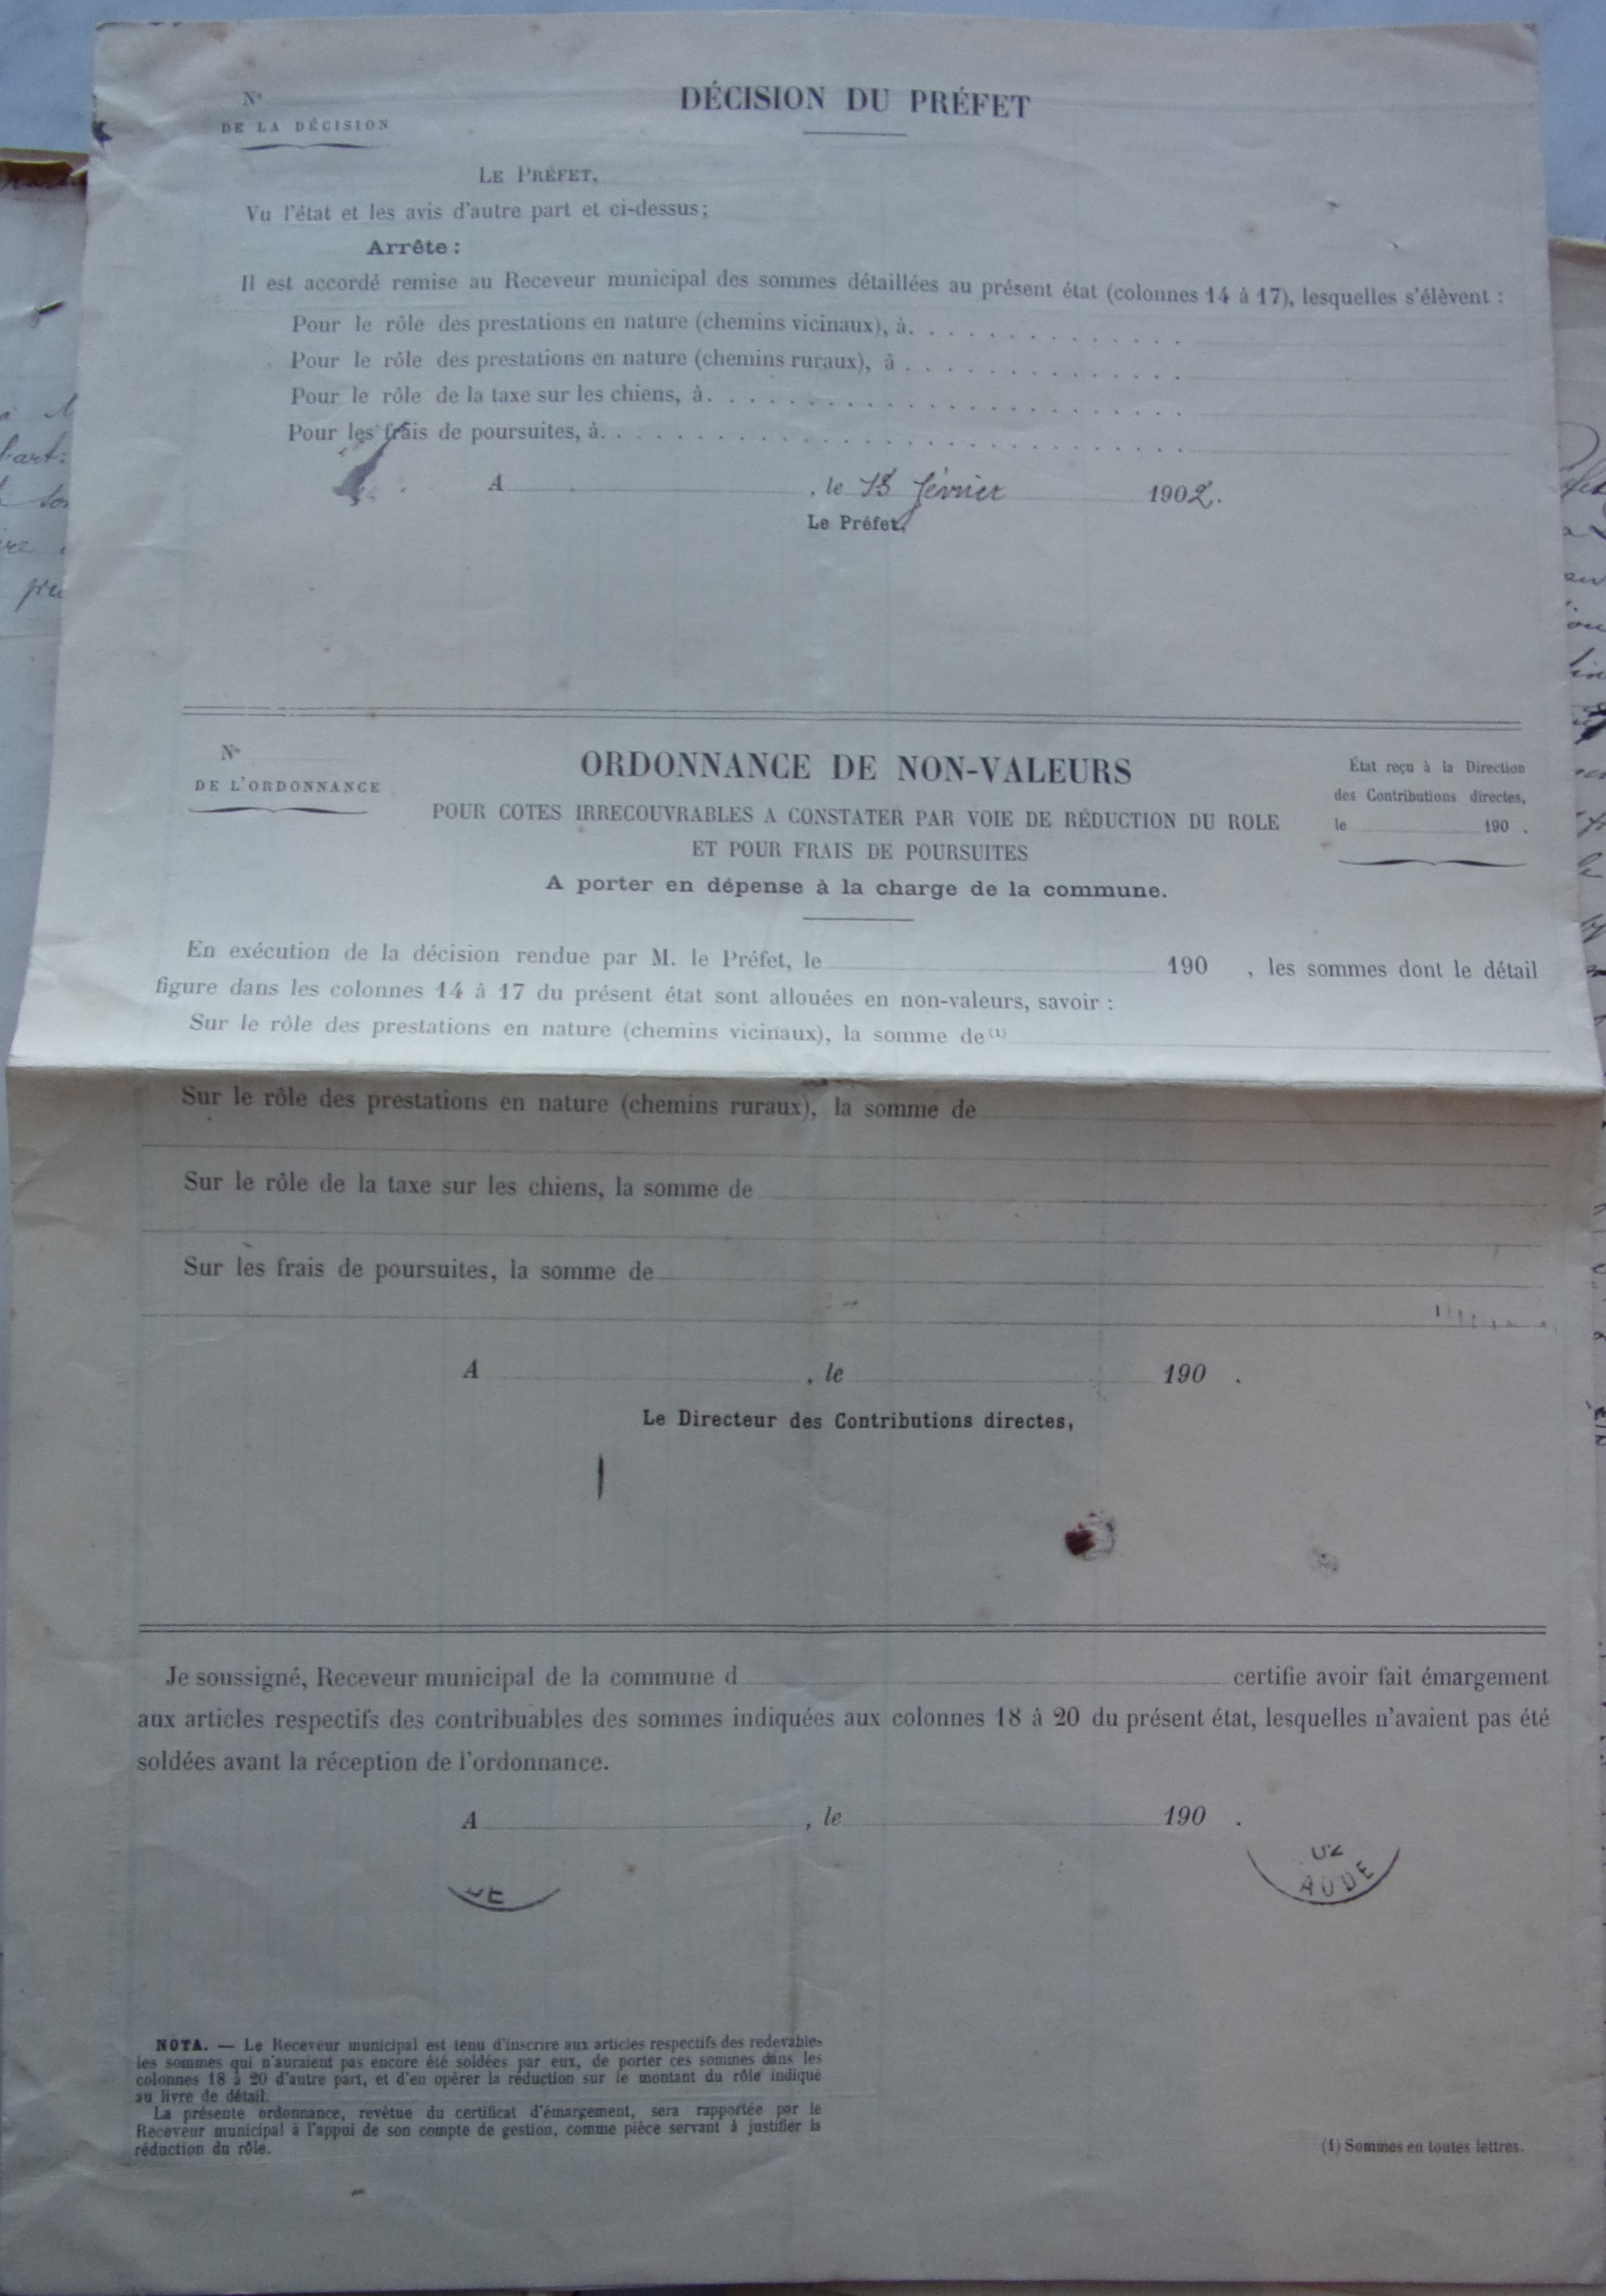 N°
DE LA DÉCISION
DÉCISION DU PRÉFET
LE PRÉFET,
Vu l'état et les avis d'autre part et ci-dessus;
Arrête :
Il est accordé remise au Receveur municipal des sommes détaillées au présent état (colonnes 14 à 17), lesquelles s'élèvent :
Pour le rôle des prestations en nature (chemins vicinaux), à. . . . . . . . . . . . . .
Pour le rôle des prestations en nature (chemins ruraux), à . . . . . . . . . . . . . .
Pour le rôle de la taxe sur les chiens, à. . . . . . . . . . . . . . . . . . . . . . .
Pour les frais de poursuites, à. . . . . . . . . . . . . . . . . . . . . . . . . . . .
A , le février 1902.
Le Préfet,
N°
DE L'ORDONNANCE
ORDONNANCE DE NON-VALEURS
POUR COTES IRRECOUVRABLES A CONSTATER PAR VOIE DE RÉDUCTION DU ROLE
ET POUR FRAIS DE POURSUITES
A porter en dépense à la charge de la commune.
État reçu à la Direction
des Contributions directes,
le 190 .
En exécution de la décision rendue par M. le Préfet, le 190 , les sommes dont le détail
figure dans les colonnes 14 à 17 du présent état sont allouées en non-valeurs, savoir :
Sur le rôle des prestations en nature (chemins vicinaux), la somme de (1)
Sur le rôle des prestations en nature (chemins ruraux), la somme de
Sur le rôle de la taxe sur les chiens, la somme de
Sur les frais de poursuites, la somme de
A , le 190 .
Le Directeur des Contributions directes,
Je soussigné, Receveur municipal de la commune d certifie avoir fait émargement
aux articles respectifs des contribuables des sommes indiquées aux colonnes 18 à 20 du présent état, lesquelles n'avaient pas été
soldées avant la réception de l'ordonnance.
A , le 190 .
02
AUDE
DE
NOTA. — Le Receveur municipal est tenu d'inscrire aux articles respectifs des redevables
les sommes qui n'auraient pas encore été soldées par eux, de porter ces sommes dans les
colonnes 18 à 20 d'autre part, et d'en opérer la réduction sur le montant du rôle indiqué
au livre de détail.
La présente ordonnance, revêtue du certificat d'émargement, sera rapportée par le
Receveur municipal à l'appui de son compte de gestion, comme pièce servant à justifier la
réduction du rôle.
(1) Sommes en toutes lettres.